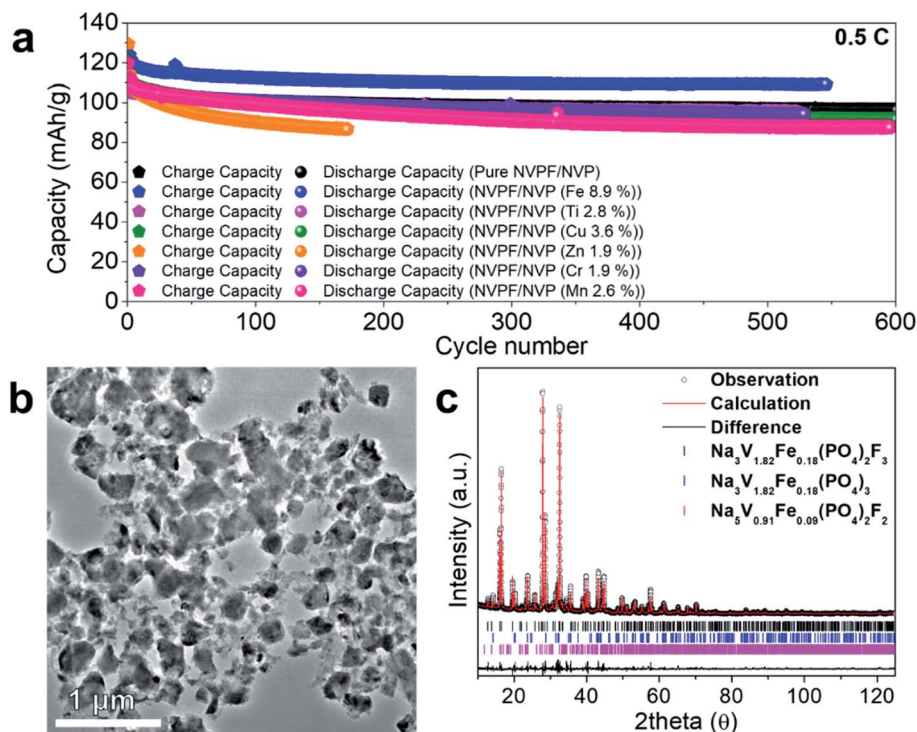 a
0.5 C
140
120
100
80
60
40
20
0
Capacity (mAh/g)
Charge Capacity Discharge Capacity (Pure NVPF/NVP)
Charge Capacity Discharge Capacity (NVPF/NVP (Fe 8.9 %))
Charge Capacity Discharge Capacity (NVPF/NVP (Ti 2.8 %))
Charge Capacity Discharge Capacity (NVPF/NVP (Cu 3.6 %))
Charge Capacity Discharge Capacity (NVPF/NVP (Zn 1.9 %))
Charge Capacity Discharge Capacity (NVPF/NVP (Cr 1.9 %))
Charge Capacity Discharge Capacity (NVPF/NVP (Mn 2.6 %))
0 100 200 300 400 500 600
Cycle number
b
1 µm
c
Observation
Calculation
Difference
Na₃V₁.₈₂Fe₀.₁₈(PO₄)₂F₃
Na₃V₁.₈₂Fe₀.₁₈(PO₄)₃
Na₅V₀.₉₁Fe₀.₀₉(PO₄)₂F₂
Intensity (a.u.)
20 40 60 80 100 120
2theta (θ)